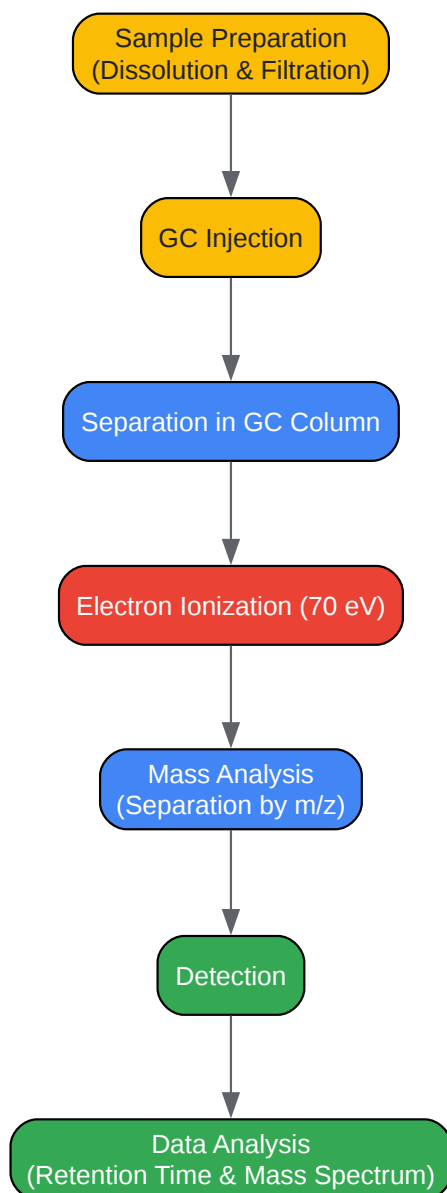 Sample Preparation
(Dissolution & Filtration)
GC Injection
Separation in GC Column
Electron Ionization (70 eV)
Mass Analysis
(Separation by m/z)
Detection
Data Analysis
(Retention Time & Mass Spectrum)